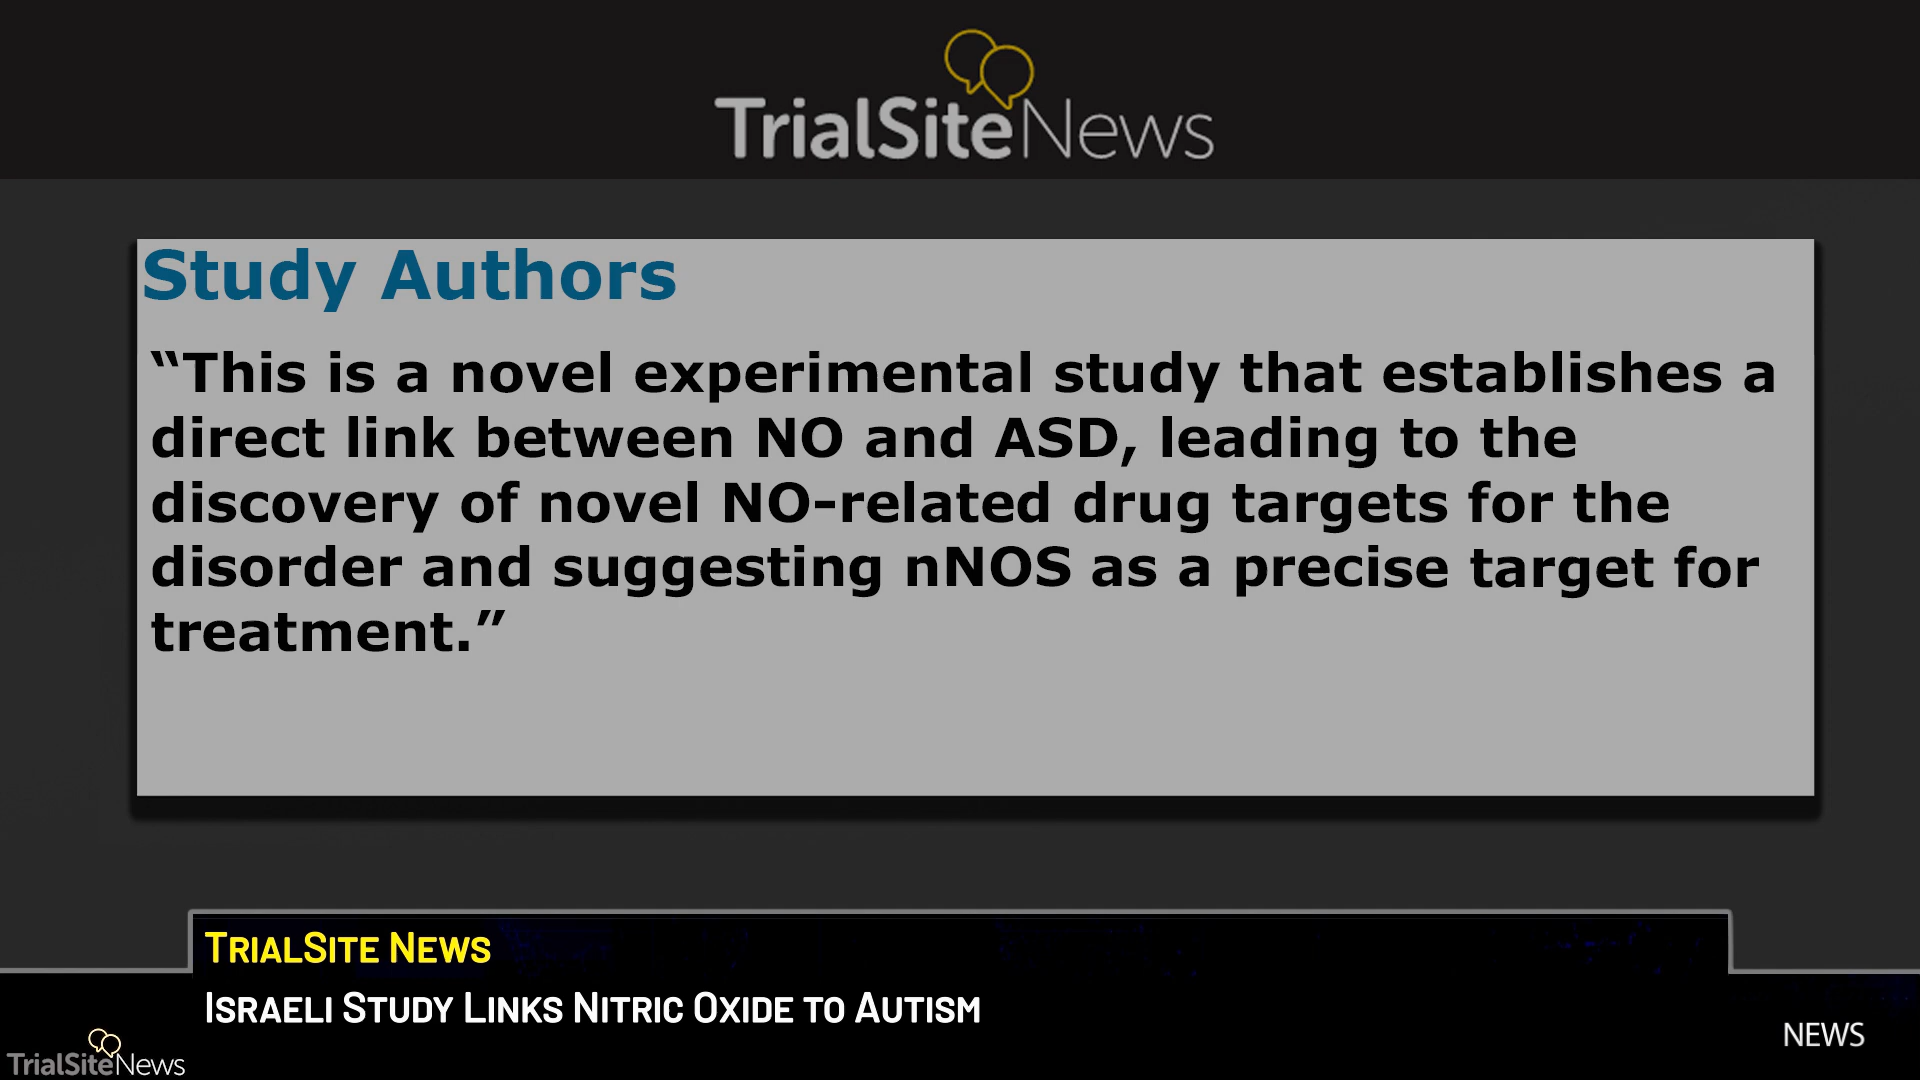 TrialSiteNews
Study Authors
“This is a novel experimental study that establishes a
direct link between NO and ASD, leading to the
discovery of novel NO-related drug targets for the
disorder and suggesting nNOS as a precise target for
treatment.”
TrialSite News
Israeli Study Links Nitric Oxide to Autism
TrialSiteNews
NEWS